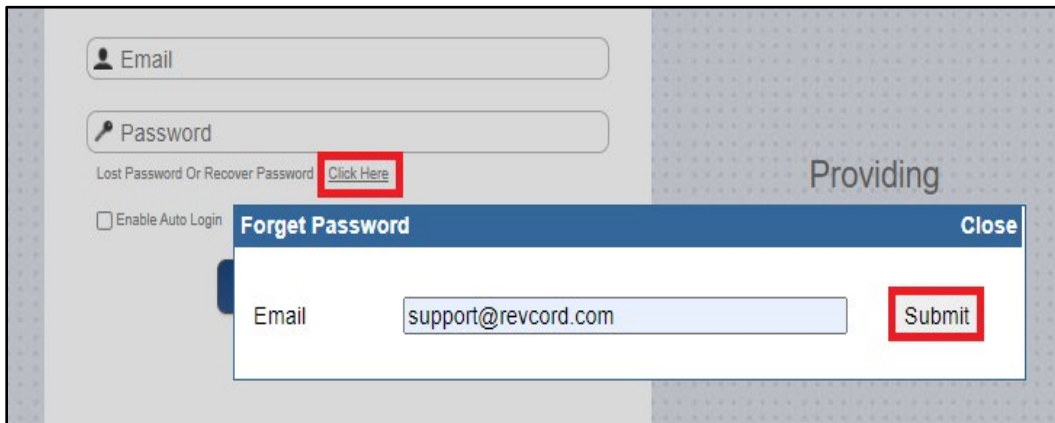 Email
Password
Lost Password Or Recover Password Click Here
Providing
Enable Auto Login
Forget Password Close
Email support@revcord.com Submit